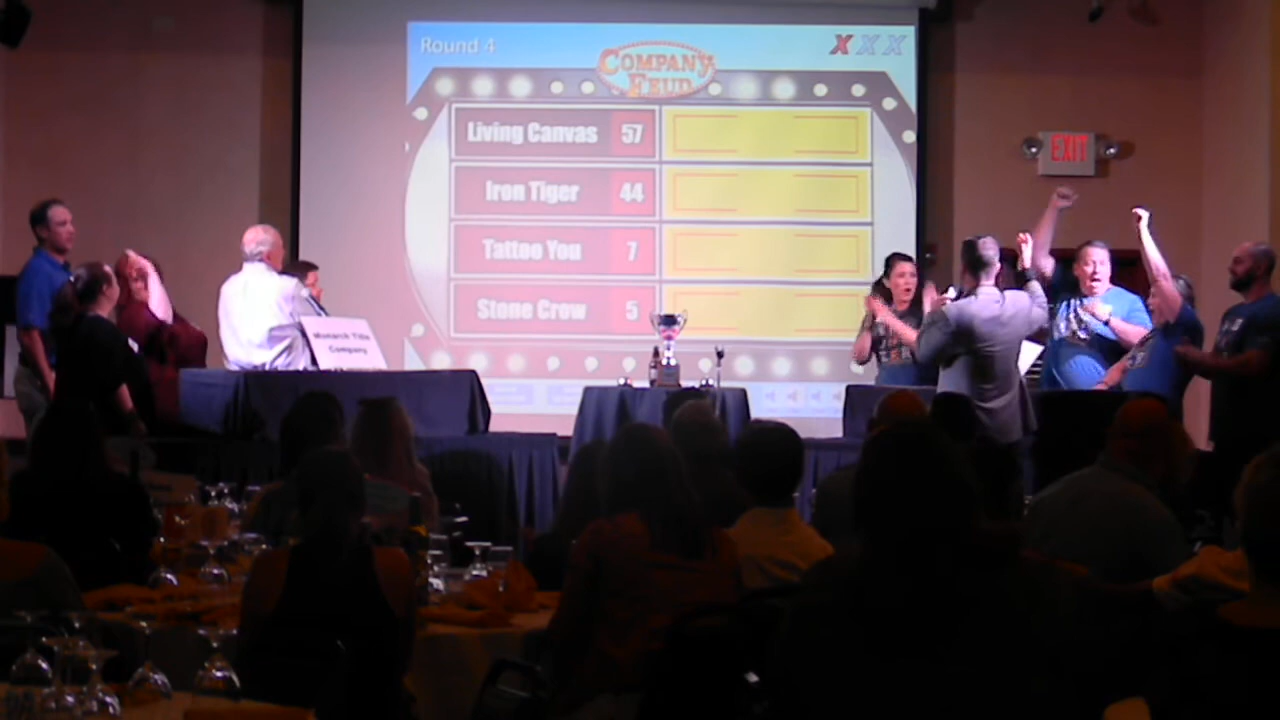 Round 4
X X X
COMPANY
FEUD
Living Canvas 57
Iron Tiger 44
Tattoo You 7
Stone Crow 5
EXIT
Monarch Title
Company